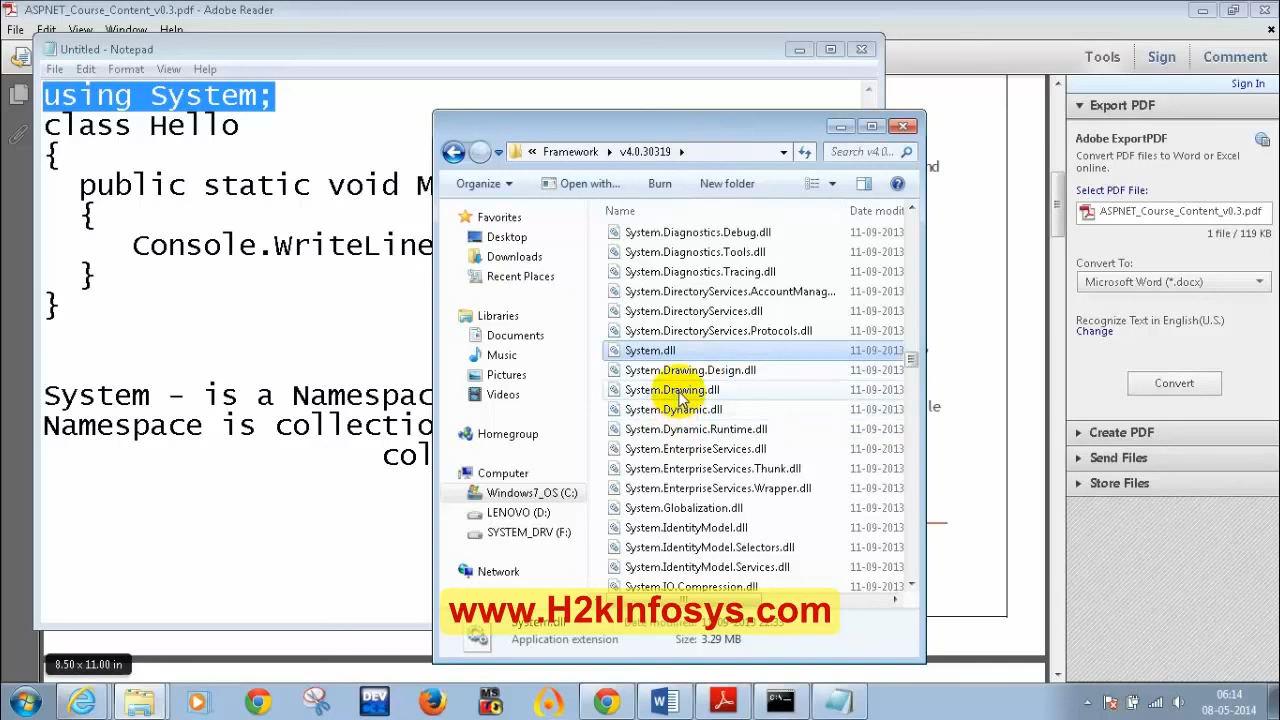 ASPNET_Course_Content_v0.3.pdf - Adobe Reader
File Edit View Window Help
Untitled - Notepad
File Edit Format View Help
using System;
class Hello
{
public static void M
{
Console.WriteLine
}
}
System - is a Namespac
Namespace is collectio
col
Framework v4.0.30319
Search v4.0...
Organize Open with... Burn New folder
Favorites
Desktop
Downloads
Recent Places
Libraries
Documents
Music
Pictures
Videos
Homegroup
Computer
Windows7_OS (C:)
LENOVO (D:)
SYSTEM_DRV (F:)
Network
Name Date modif
System.Diagnostics.Debug.dll 11-09-2013
System.Diagnostics.Tools.dll 11-09-2013
System.Diagnostics.Tracing.dll 11-09-2013
System.DirectoryServices.AccountManag... 11-09-2013
System.DirectoryServices.dll 11-09-2013
System.DirectoryServices.Protocols.dll 11-09-2013
System.dll 11-09-2013
System.Drawing.Design.dll 11-09-2013
System.Drawing.dll 11-09-2013
System.Dynamic.dll 11-09-2013
System.Dynamic.Runtime.dll 11-09-2013
System.EnterpriseServices.dll 11-09-2013
System.EnterpriseServices.Thunk.dll 11-09-2013
System.EnterpriseServices.Wrapper.dll 11-09-2013
System.Globalization.dll 11-09-2013
System.IdentityModel.dll 11-09-2013
System.IdentityModel.Selectors.dll 11-09-2013
System.IdentityModel.Services.dll 11-09-2013
System.IO.Compression.dll 11-09-2013
www.H2kInfosys.com
System.dll
Application extension Size: 3.29 MB
Tools Sign Comment
Sign In
Export PDF
Adobe ExportPDF
Convert PDF files to Word or Excel
online.
Select PDF File:
ASPNET_Course_Content_v0.3.pdf
1 file / 119 KB
Convert To:
Microsoft Word (*.docx)
Recognize Text in English(U.S.)
Change
Convert
Create PDF
Send Files
Store Files
8.50 x 11.00 in
DEV
MS
06:14
08-05-2014